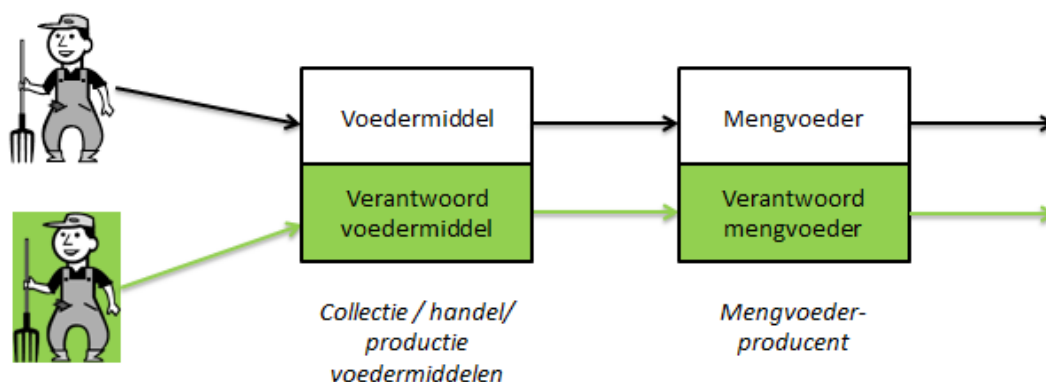 Voedermiddel
Mengvoeder
Verantwoord
voedermiddel
Verantwoord
mengvoeder
Collectie / handel/
productie
voedermiddelen
Mengvoeder-
producent